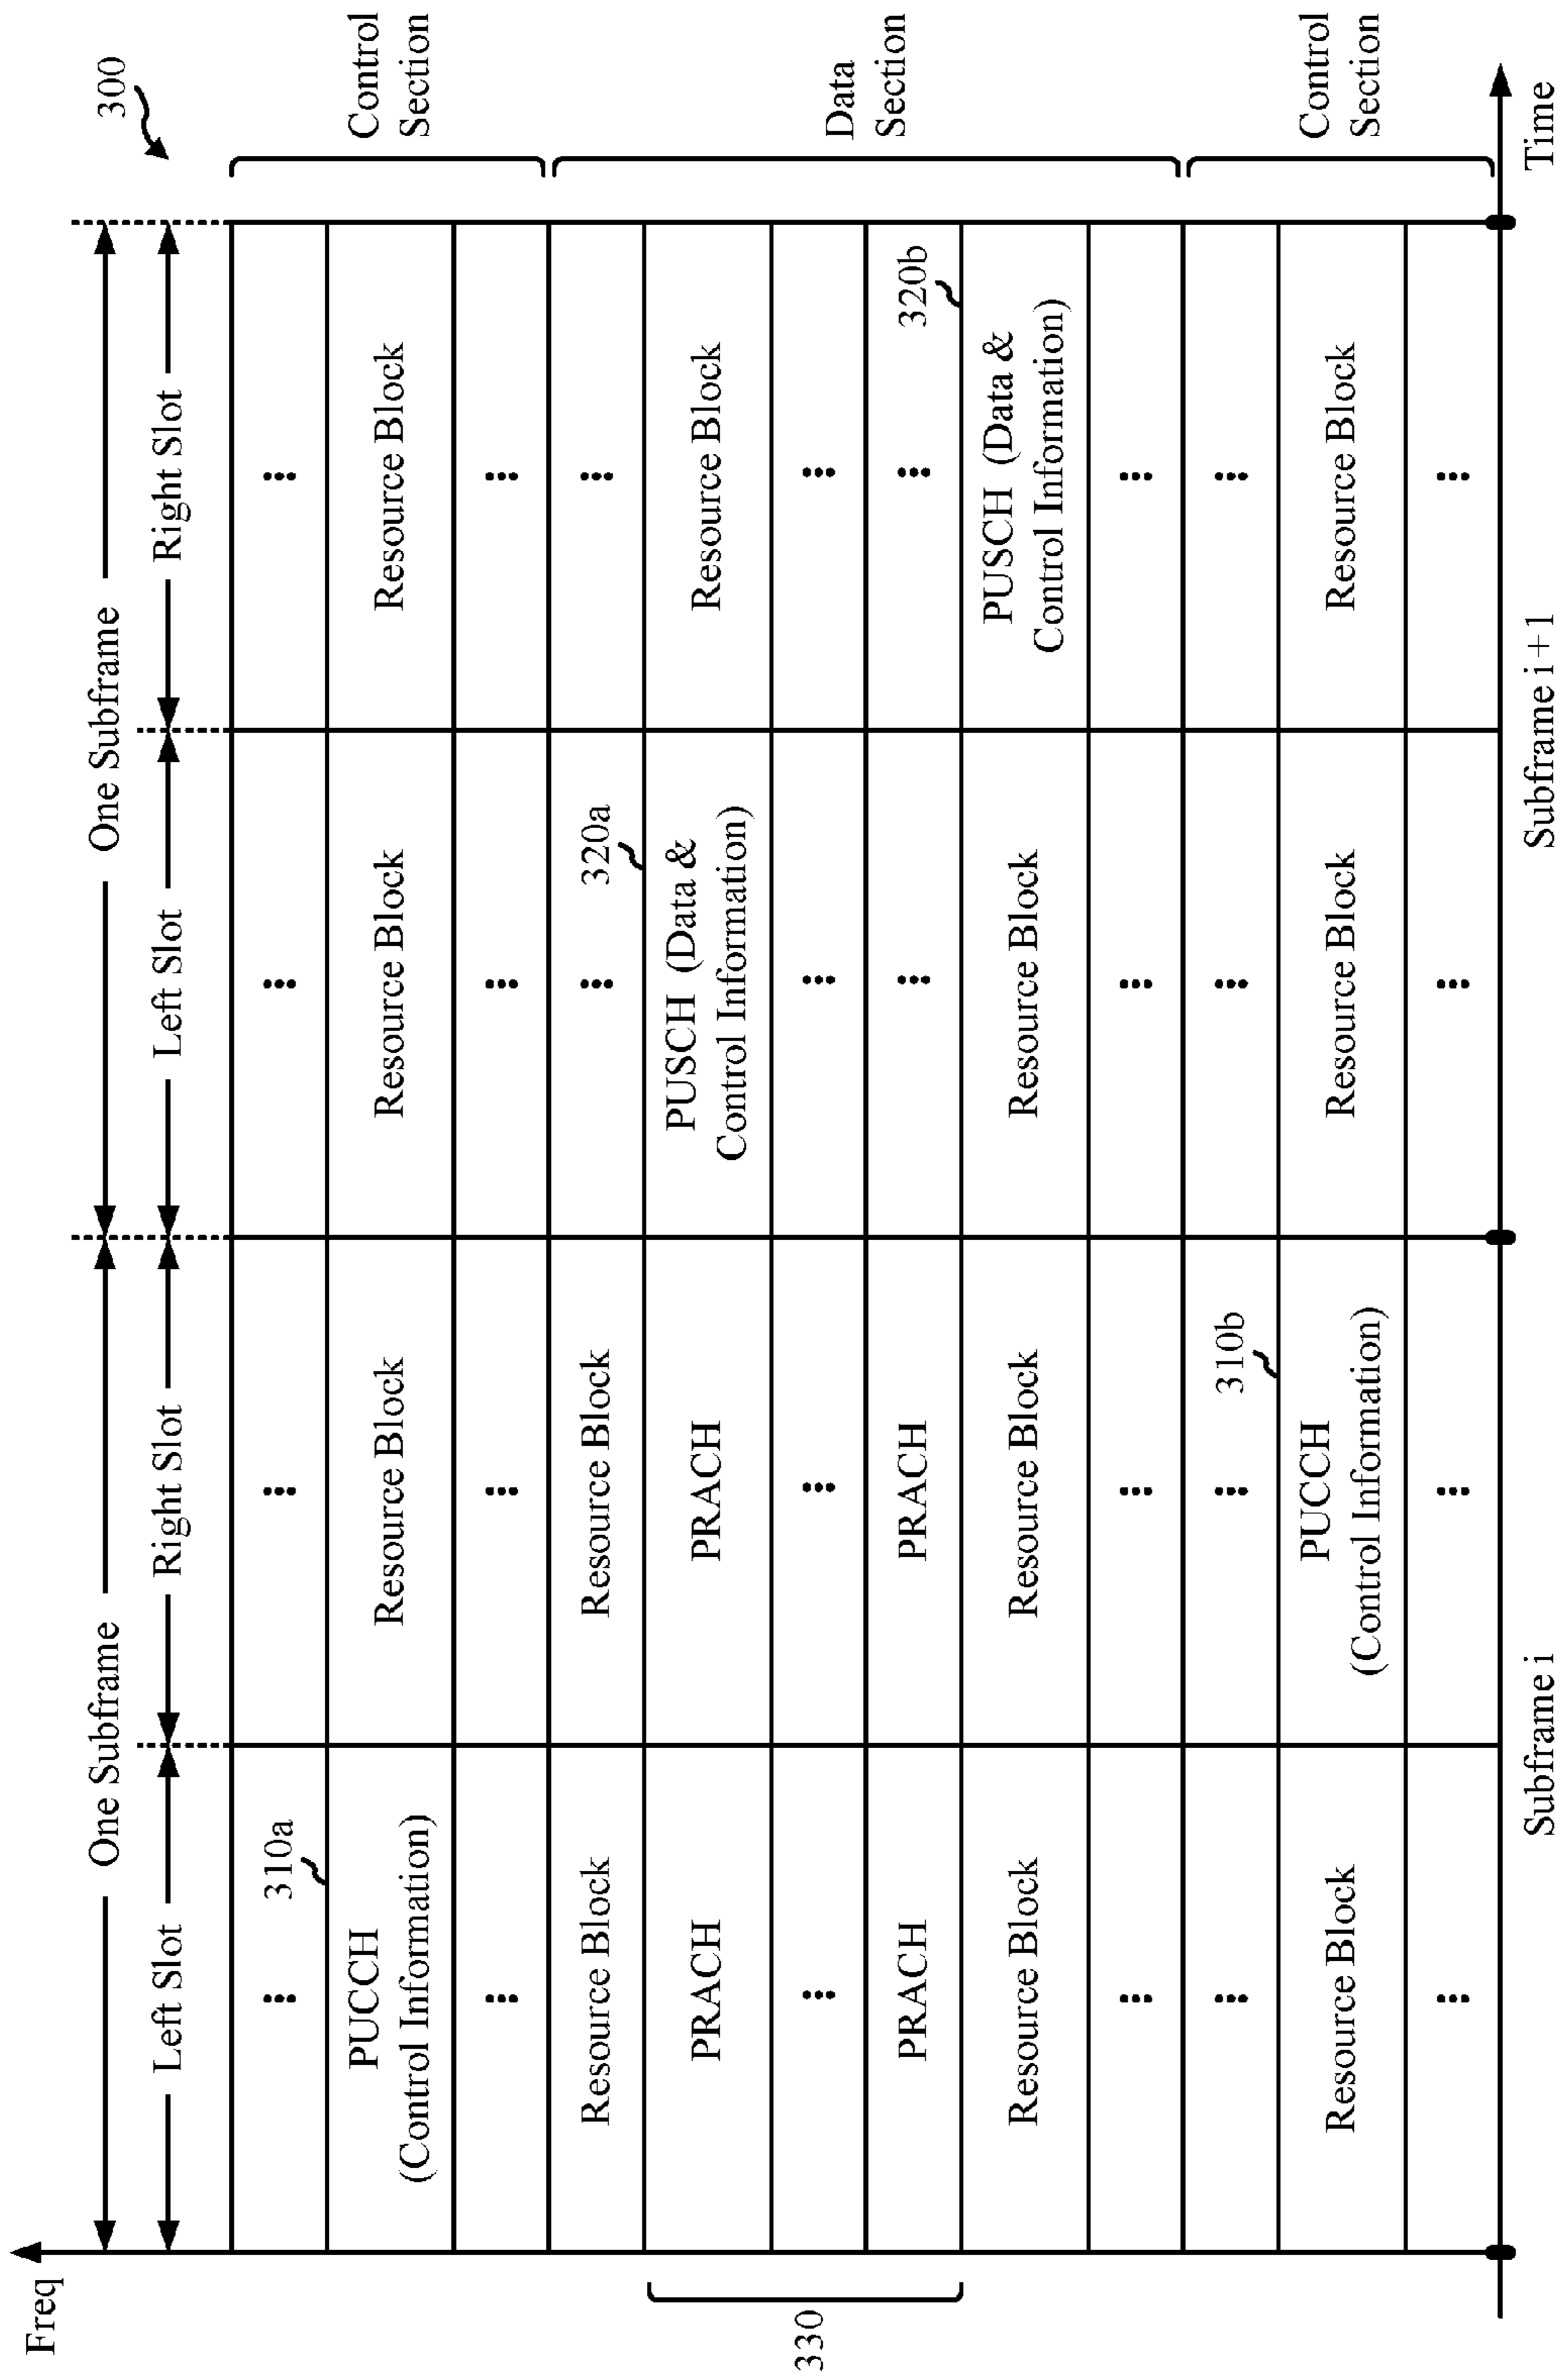 300
One Subframe
One Subframe
Left Slot
Right Slot
Left Slot
Right Slot
Freq
310a
PUCCH
(Control Information)
Resource Block
Resource Block
Resource Block
Control
Section
Resource Block
Resource Block
320a
PRACH
PRACH
PUSCH (Data &
Control Information)
Resource Block
330
PRACH
PRACH
320b
Resource Block
Resource Block
Resource Block
PUSCH (Data &
Control Information)
Data
Section
310b
Resource Block
PUCCH
(Control Information)
Resource Block
Resource Block
Control
Section
Subframe i
Subframe i + 1
Time